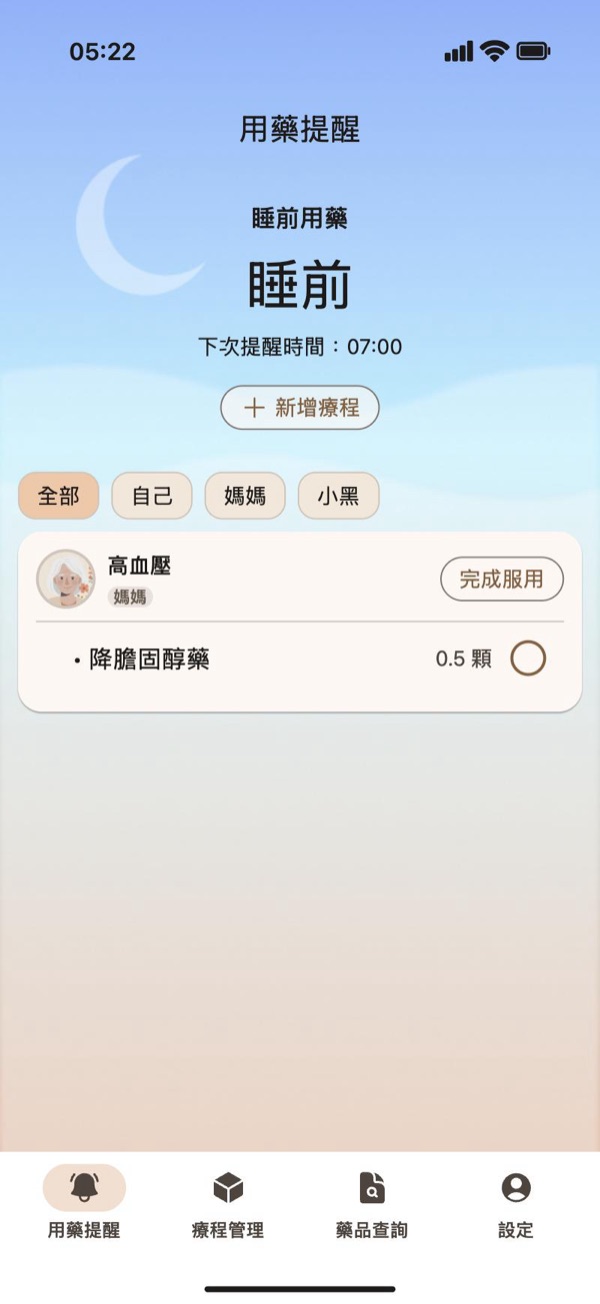 05:22
用藥提醒
睡前用藥
睡前
下次提醒時間：07:00
新增療程
全部 自己 媽媽 小黑
高血壓
媽媽
完成服用
• 降膽固醇藥 0.5 顆
用藥提醒 療程管理 藥品查詢 設定